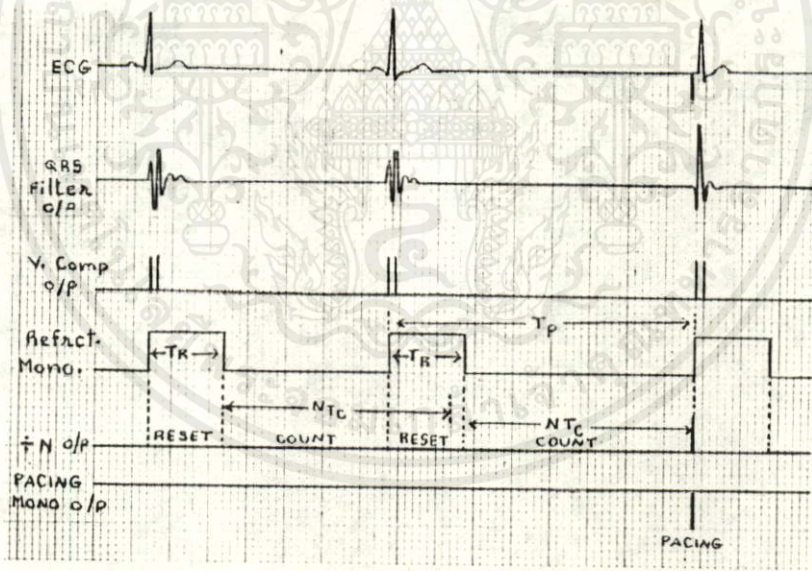 ECG
QRS
Filter
O/P
V. Comp
O/P
TP
Refrct.
Mono.
TR
TR
NTC
NTC
÷N O/P
RESET
COUNT
RESET
COUNT
PACING
MONO O/P
PACING